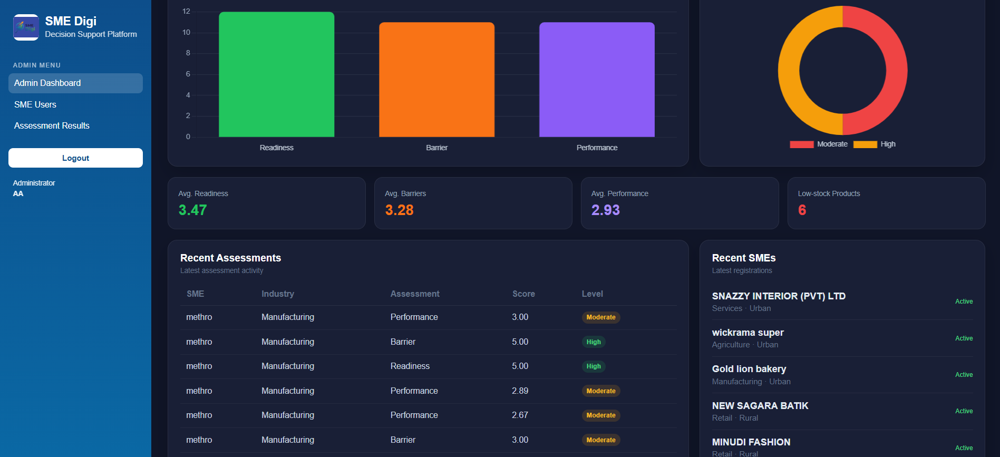 SME Digi
SME Digi
Decision Support Platform
ADMIN MENU
Admin Dashboard
SME Users
Assessment Results
Logout
Administrator
AA
12
10
8
6
4
2
0
Readiness Barrier Performance
Moderate High
Avg. Readiness
3.47
Avg. Barriers
3.28
Avg. Performance
2.93
Low-stock Products
6
Recent Assessments
Latest assessment activity
SME Industry Assessment Score Level
methro Manufacturing Performance 3.00 Moderate
methro Manufacturing Barrier 5.00 High
methro Manufacturing Readiness 5.00 High
methro Manufacturing Performance 2.89 Moderate
methro Manufacturing Performance 2.67 Moderate
methro Manufacturing Barrier 3.00 Moderate
Recent SMEs
Latest registrations
SNAZZY INTERIOR (PVT) LTD
Services · Urban
Active
wickrama super
Agriculture · Urban
Active
Gold lion bakery
Manufacturing · Urban
Active
NEW SAGARA BATIK
Retail · Rural
Active
MINUDI FASHION
Retail · Rural
Active